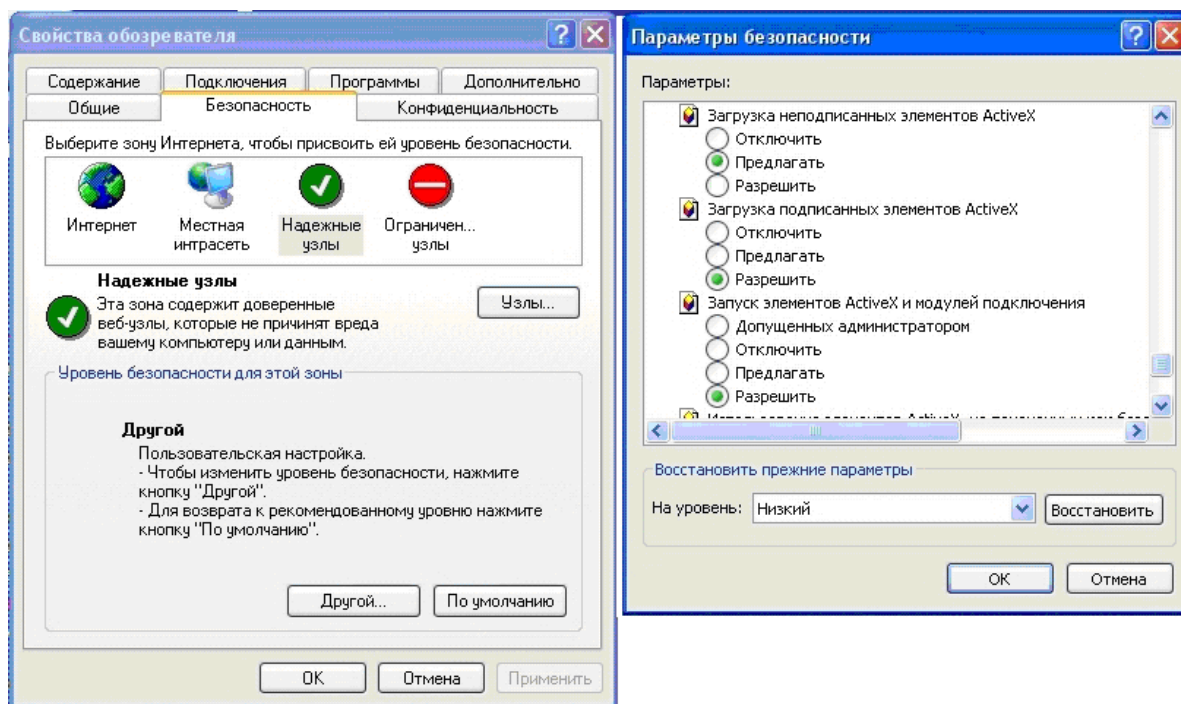 Свойства обозревателя
Содержание
Подключения
Программы
Дополнительно
Общие
Безопасность
Конфиденциальность
Выберите зону Интернета, чтобы присвоить ей уровень безопасности.
Интернет
Местная
интрасеть
Надежные
узлы
Ограничен...
узлы
Надежные узлы
Эта зона содержит доверенные
веб-узлы, которые не причинят вреда
вашему компьютеру или данным.
Узлы...
Уровень безопасности для этой зоны
Другой
Пользовательская настройка.
- Чтобы изменить уровень безопасности, нажмите
кнопку "Другой".
- Для возврата к рекомендованному уровню нажмите
кнопку "По умолчанию".
Другой...
По умолчанию
ОК
Отмена
Применить
Параметры безопасности
Параметры:
Загрузка неподписанных элементов ActiveX
Отключить
Предлагать
Разрешить
Загрузка подписанных элементов ActiveX
Отключить
Предлагать
Разрешить
Запуск элементов ActiveX и модулей подключения
Допущенных администратором
Отключить
Предлагать
Разрешить
Восстановить прежние параметры
На уровень:
Низкий
Восстановить
ОК
Отмена